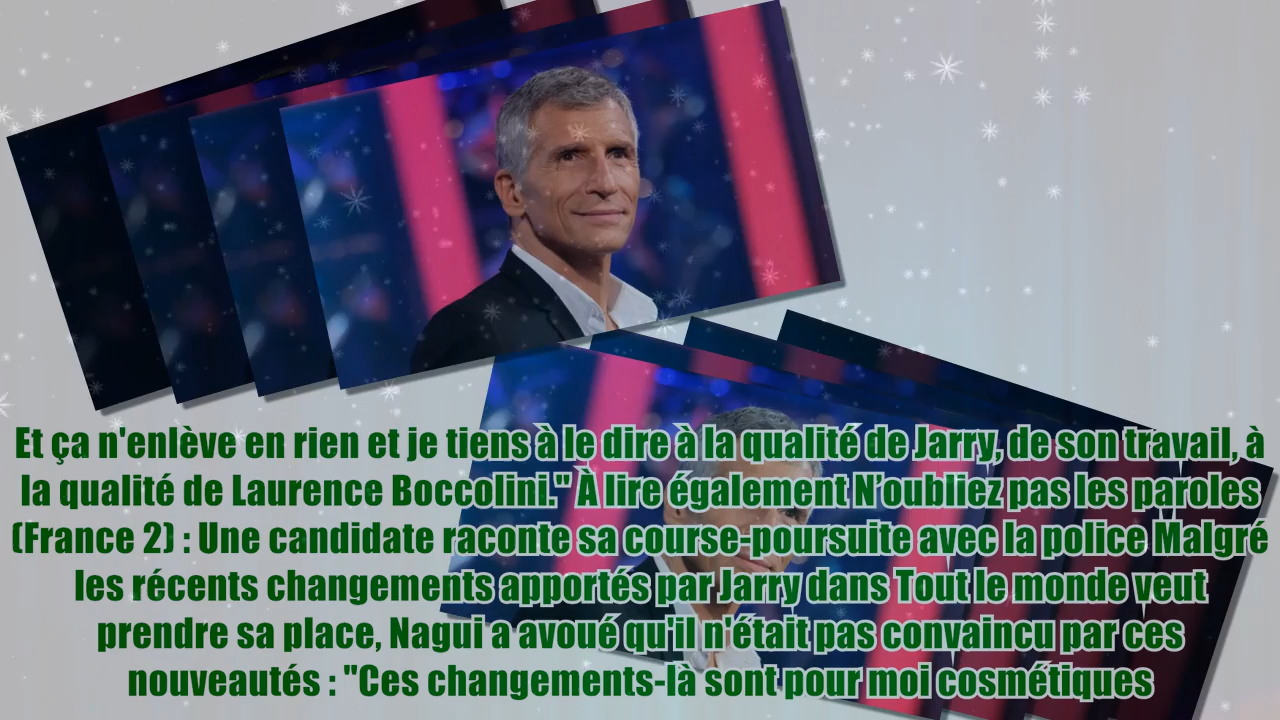 Et ça n'enlève en rien et je tiens à le dire à la qualité de Jarry, de son travail, à
la qualité de Laurence Boccolini." À lire également N’oubliez pas les paroles
(France 2) : Une candidate raconte sa course-poursuite avec la police Malgré
les récents changements apportés par Jarry dans Tout le monde veut
prendre sa place, Nagui a avoué qu'il n'était pas convaincu par ces
nouveautés : "Ces changements-là sont pour moi cosmétiques